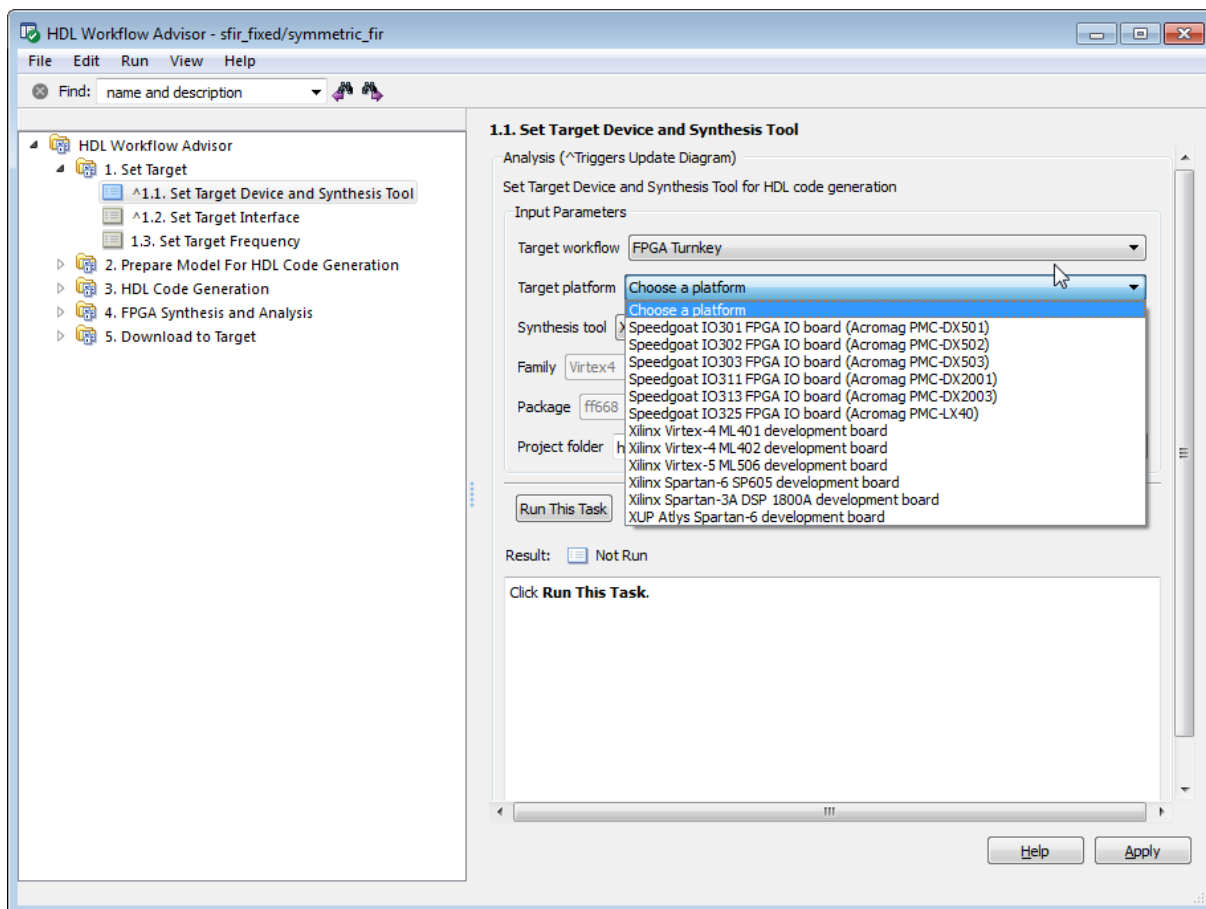 HDL Workflow Advisor - sfir_fixed/symmetric_fir
File Edit Run View Help
Find: name and description
HDL Workflow Advisor
1. Set Target
^1.1. Set Target Device and Synthesis Tool
^1.2. Set Target Interface
1.3. Set Target Frequency
2. Prepare Model For HDL Code Generation
3. HDL Code Generation
4. FPGA Synthesis and Analysis
5. Download to Target
1.1. Set Target Device and Synthesis Tool
Analysis (^Triggers Update Diagram)
Set Target Device and Synthesis Tool for HDL code generation
Input Parameters
Target workflow FPGA Turnkey
Target platform Choose a platform
Choose a platform
Synthesis tool X Speedgoat IO301 FPGA IO board (Acromag PMC-DX501)
Speedgoat IO302 FPGA IO board (Acromag PMC-DX502)
Speedgoat IO303 FPGA IO board (Acromag PMC-DX503)
Family Virtex4
Speedgoat IO311 FPGA IO board (Acromag PMC-DX2001)
Speedgoat IO313 FPGA IO board (Acromag PMC-DX2003)
Package ff668
Speedgoat IO325 FPGA IO board (Acromag PMC-LX40)
Xilinx Virtex-4 ML401 development board
Project folder h Xilinx Virtex-4 ML402 development board
Xilinx Virtex-5 ML506 development board
Xilinx Spartan-6 SP605 development board
Xilinx Spartan-3A DSP 1800A development board
Run This Task
XUP Atlys Spartan-6 development board
Result: Not Run
Click Run This Task.
Help Apply